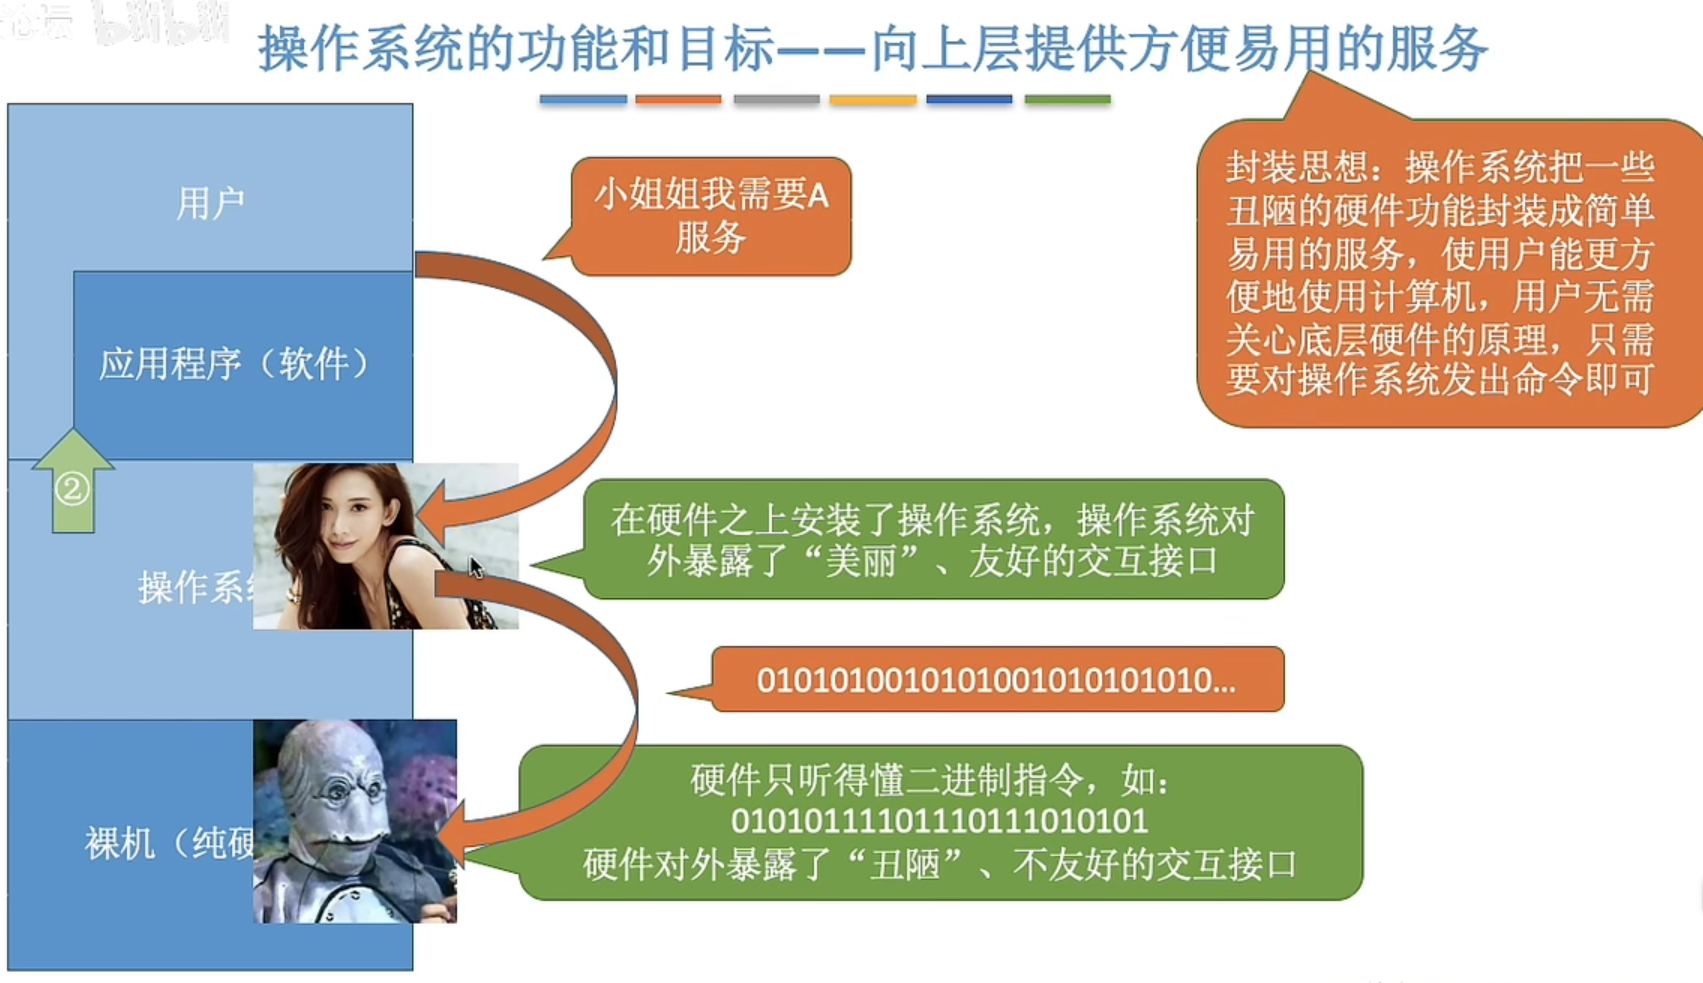 论坛 bilibili
操作系统的功能和目标——向上层提供方便易用的服务
用户
应用程序（软件）
②
操作系
裸机（纯硬
小姐姐我需要A
服务
封装思想：操作系统把一些
丑陋的硬件功能封装成简单
易用的服务，使用户能更方
便地使用计算机，用户无需
关心底层硬件的原理，只需
要对操作系统发出命令即可
在硬件之上安装了操作系统，操作系统对
外暴露了“美丽”、友好的交互接口
0101010010101001010101010...
硬件只听得懂二进制指令，如：
01010111101110111010101
硬件对外暴露了“丑陋”、不友好的交互接口